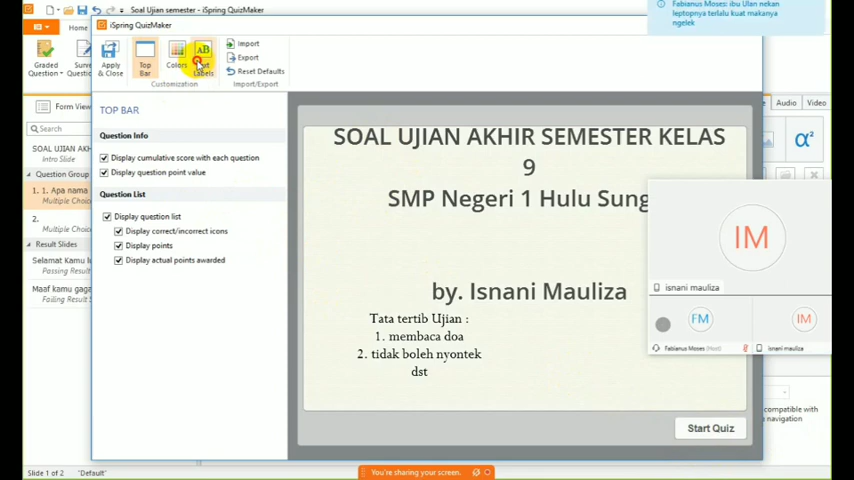 Soal Ujian semester - iSpring QuizMaker
Fabianus Moses: ibu Ulan nekan
leptopnya terlalu kuat makanya
ngelek
Home
iSpring QuizMaker
Graded
Question
Apply
& Close
Top
Bar
Colors
Labels
Import
Export
Reset Defaults
Customization
Import/Export
Form View
Search
SOAL UJIAN AKH
Intro Slide
Question Group
1. 1. Apa nama
Multiple Choic
2.
Multiple Choic
Result Slides
Selamat Kamu l
Passing Result
Maaf kamu gaga
Failing Result S
TOP BAR
Question Info
Display cumulative score with each question
Display question point value
Question List
Display question list
Display correct/incorrect icons
Display points
Display actual points awarded
SOAL UJIAN AKHIR SEMESTER KELAS
9
SMP Negeri 1 Hulu Sung
by. Isnani Mauliza
Tata tertib Ujian :
1. membaca doa
2. tidak boleh nyontek
dst
Start Quiz
Audio
Video
α²
IM
isnani mauliza
FM
IM
Fabianus Moses (Host)
isnani mauliza
compatible with
navigation
Slide 1 of 2
"Default"
You're sharing your screen.